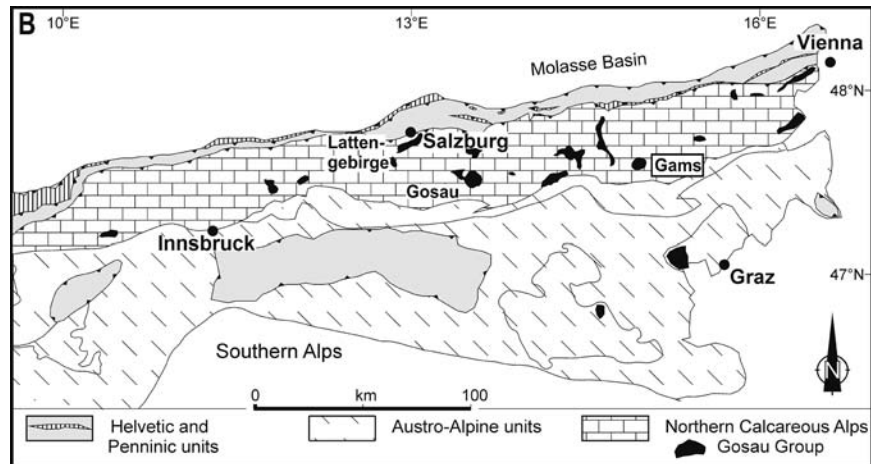 B
10°E
13°E
16°E
Vienna
Molasse Basin
48°N
Latten-
gebirge
Salzburg
Gams
Gosau
Innsbruck
Graz
47°N
Southern Alps
0 km 100
N
Helvetic and
Penninic units
Austro-Alpine units
Northern Calcareous Alps
Gosau Group